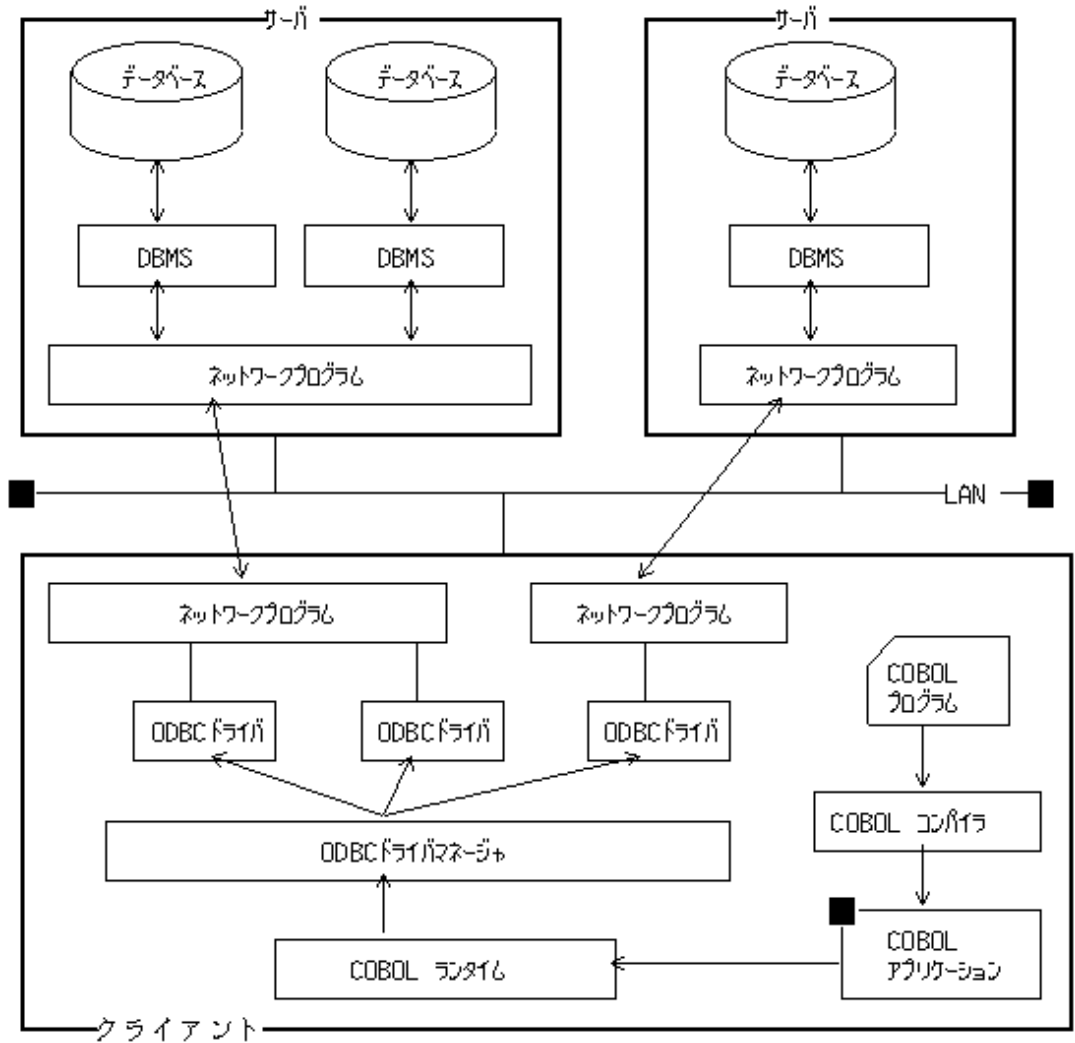 サーバ
サーバ
データベース
データベース
データベース
DBMS
DBMS
DBMS
ネットワークプログラム
ネットワークプログラム
LAN
ネットワークプログラム
ネットワークプログラム
COBOL
プログラム
ODBCドライバ
ODBCドライバ
ODBCドライバ
COBOL コンパイラ
ODBCドライバマネージャ
COBOL
アプリケーション
COBOL ランタイム
クライアント